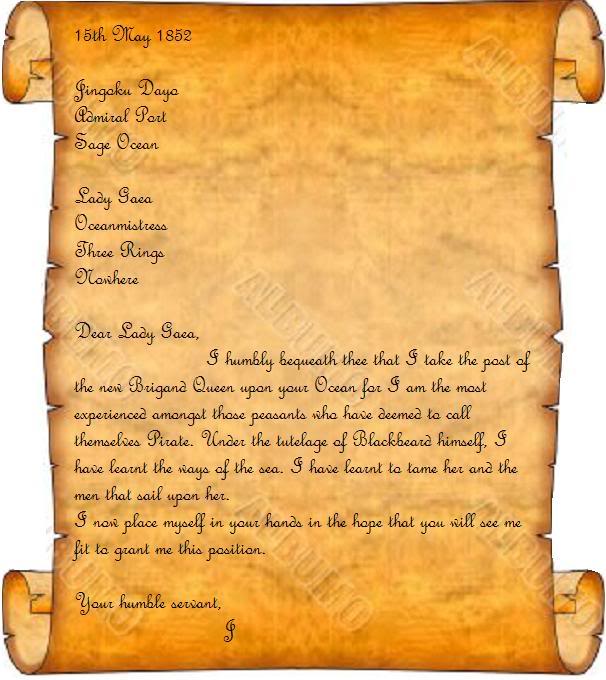 15th May 1852
Jingoku Dayo
Admiral Port
Sage Ocean
Lady Gaea
Oceanmistress
Three Rings
Nowhere
Dear Lady Gaea,
I humbly bequeath thee that I take the post of
the new Brigand Queen upon your Ocean for I am the most
experienced amongst those peasants who have deemed to call
themselves Pirate. Under the tutelage of Blackbeard himself, I
have learnt the ways of the sea. I have learnt to tame her and the
men that sail upon her.
I now place myself in your hands in the hope that you will see me
fit to grant me this position.
Your humble servant,
J